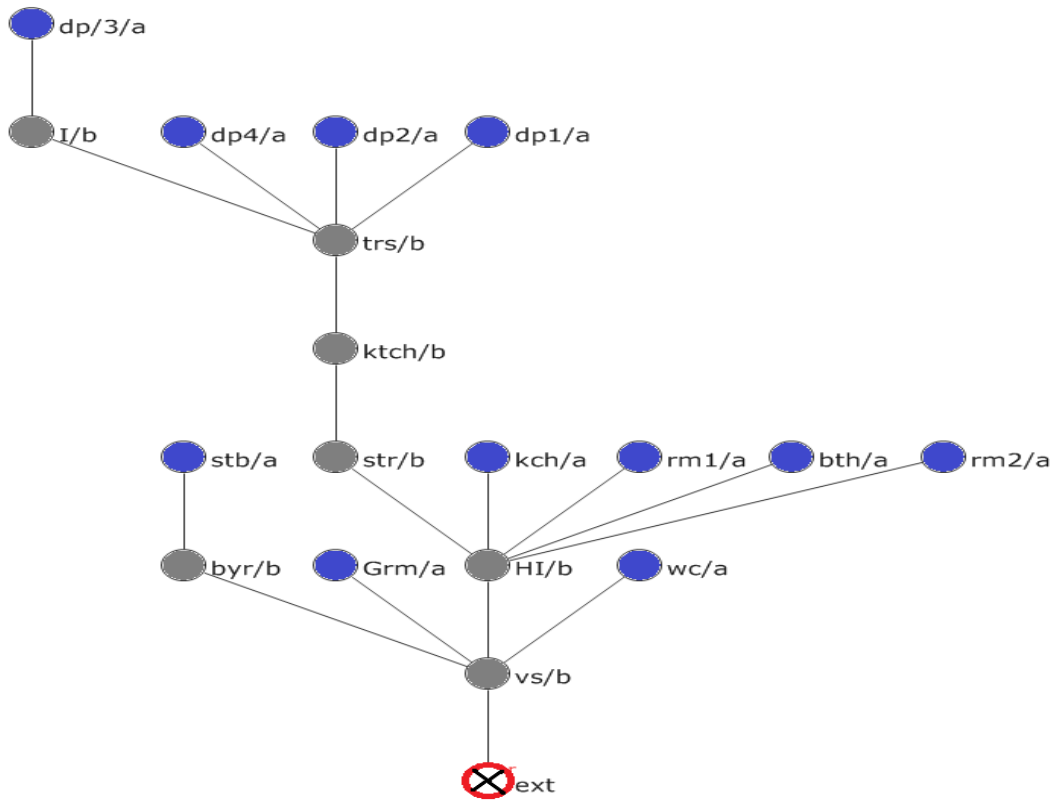 dp/3/a
I/b dp4/a dp2/a dp1/a
trs/b
ktch/b
stb/a str/b kch/a rm1/a bth/a rm2/a
byr/b Grm/a HI/b wc/a
vs/b
ext